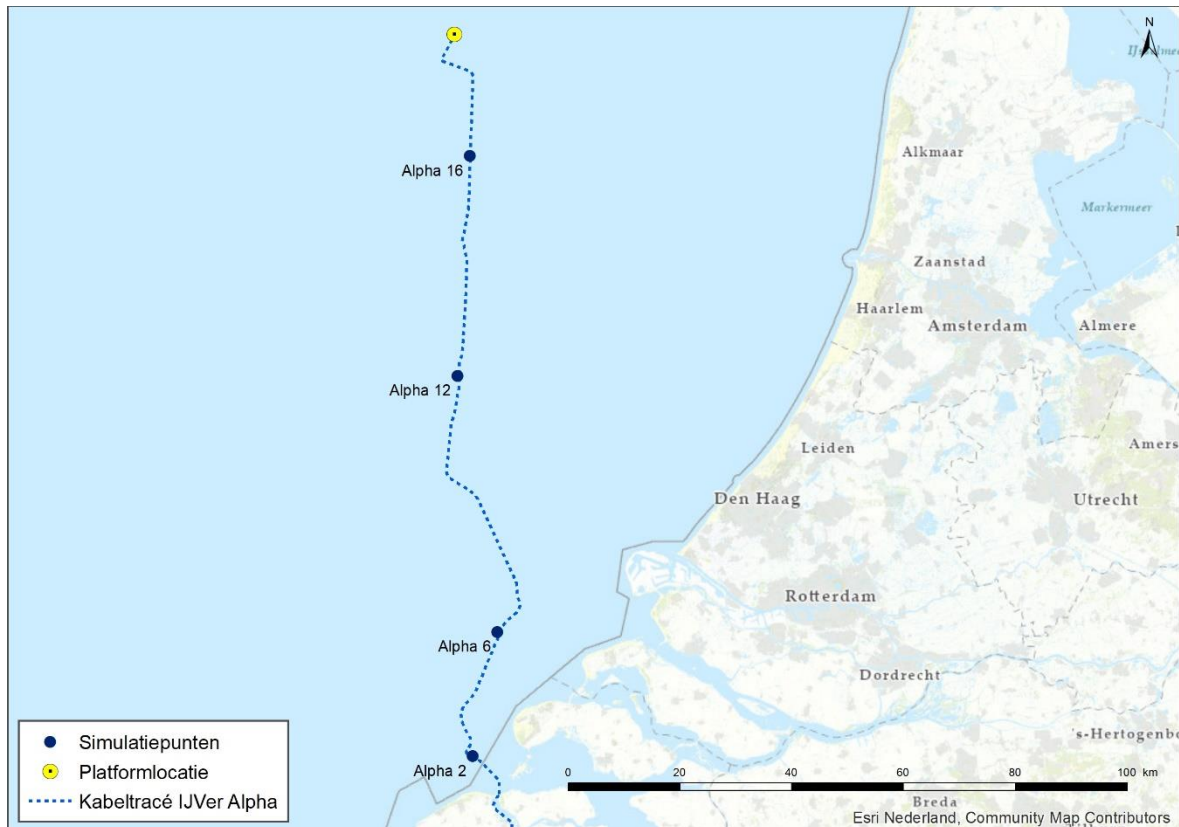 N
IJsselmeer
Alkmaar
Alpha 16
Markermeer
Zaanstad
Haarlem
Amsterdam
Almere
Alpha 12
Leiden
Amers
Den Haag
Utrecht
Rotterdam
Alpha 6
Dordrecht
's-Hertogenbo
Simulatiepunten
Platformlocatie
Kabeltracé IJVer Alpha
Alpha 2
0 20 40 60 80 100 km
Breda
Esri Nederland, Community Map Contributors